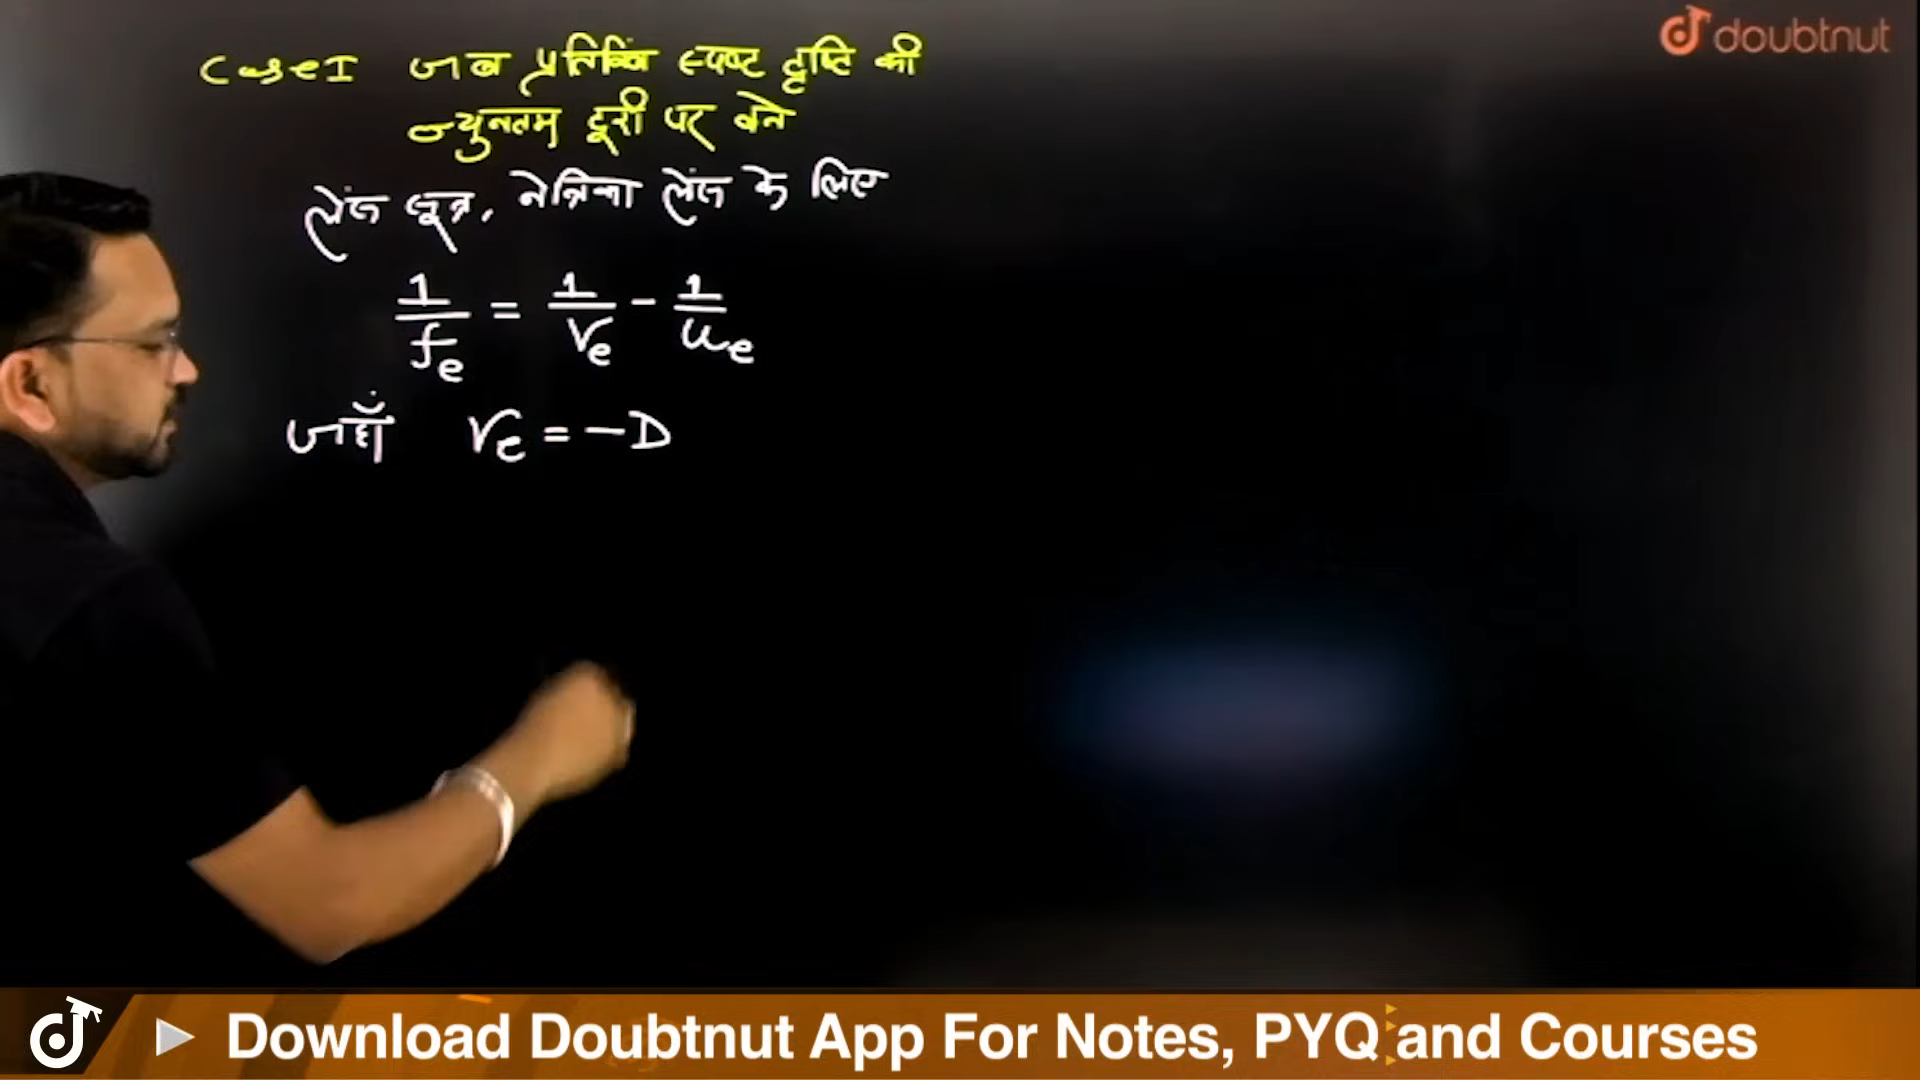 doubtnut
Case I जब प्रतिबिंब स्पष्ट दृष्टि की
न्युनतम दूरी पर बने
लेंज सूत्र, नेत्रिका लेंज के लिए
1/fe = 1/Ve - 1/ue
जहाँ Ve = -D
Download Doubtnut App For Notes, PYQ and Courses